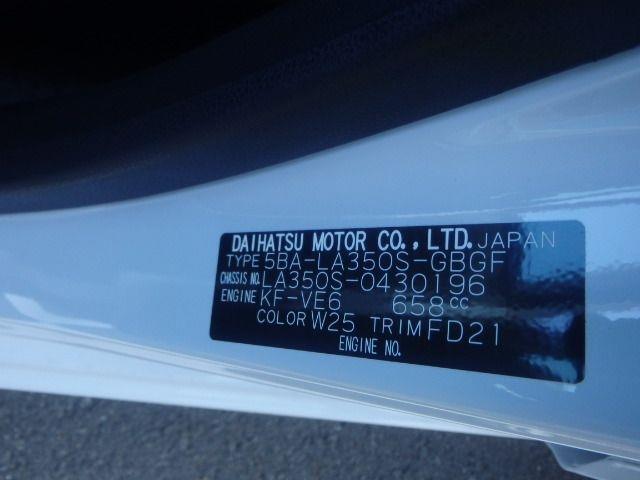 DAIHATSU MOTOR CO., LTD. JAPAN
TYPE 5BA-LA350S-GBGF
CHASSIS NO. LA350S-0430196
ENGINE KF-VE6 658cc
COLOR W25 TRIM FD21
ENGINE NO.